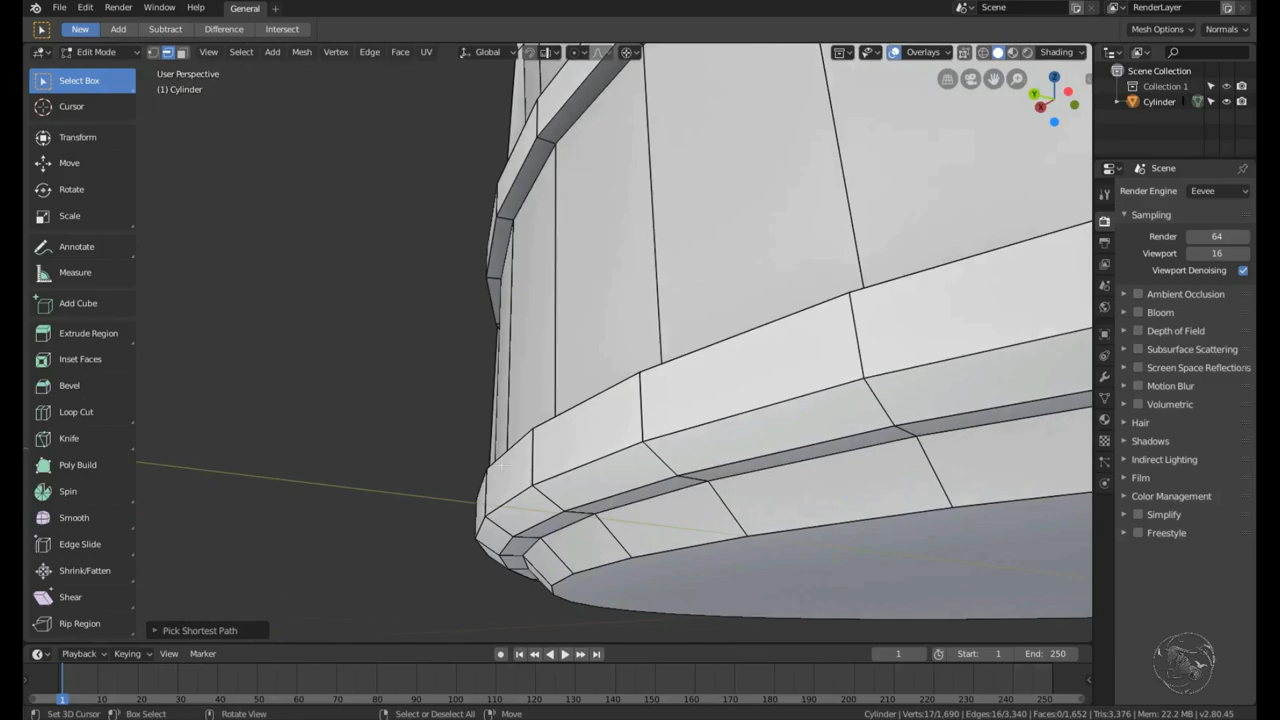 File Edit Render Window Help General + Scene RenderLayer
New Add Subtract Difference Intersect Mesh Options Normals
Edit Mode View Select Add Mesh Vertex Edge Face UV Global Overlays Shading
User Perspective
(1) Cylinder
Select Box
Cursor
Transform
Move
Rotate
Scale
Annotate
Measure
Add Cube
Extrude Region
Inset Faces
Bevel
Loop Cut
Knife
Poly Build
Spin
Smooth
Edge Slide
Shrink/Fatten
Shear
Rip Region
Z
Y
X
Pick Shortest Path
Scene Collection
Collection 1
Cylinder
Scene
Render Engine Eevee
Sampling
Render 64
Viewport 16
Viewport Denoising
Ambient Occlusion
Bloom
Depth of Field
Subsurface Scattering
Screen Space Reflections
Motion Blur
Volumetric
Hair
Shadows
Indirect Lighting
Film
Color Management
Simplify
Freestyle
Playback Keying View Marker 1 Start: 1 End: 250
1 10 20 30 40 50 60 70 80 90 100 110 120 130 140 150 160 170 180 190 200 210 220 230 240 250
Set 3D Cursor Box Select Rotate View Select or Deselect All Move Cylinder | Verts:17/1,690 | Edges:16/3,340 | Faces:0/1,652 | Tris:3,376 | Mem: 22.2 MB | v2.80.45